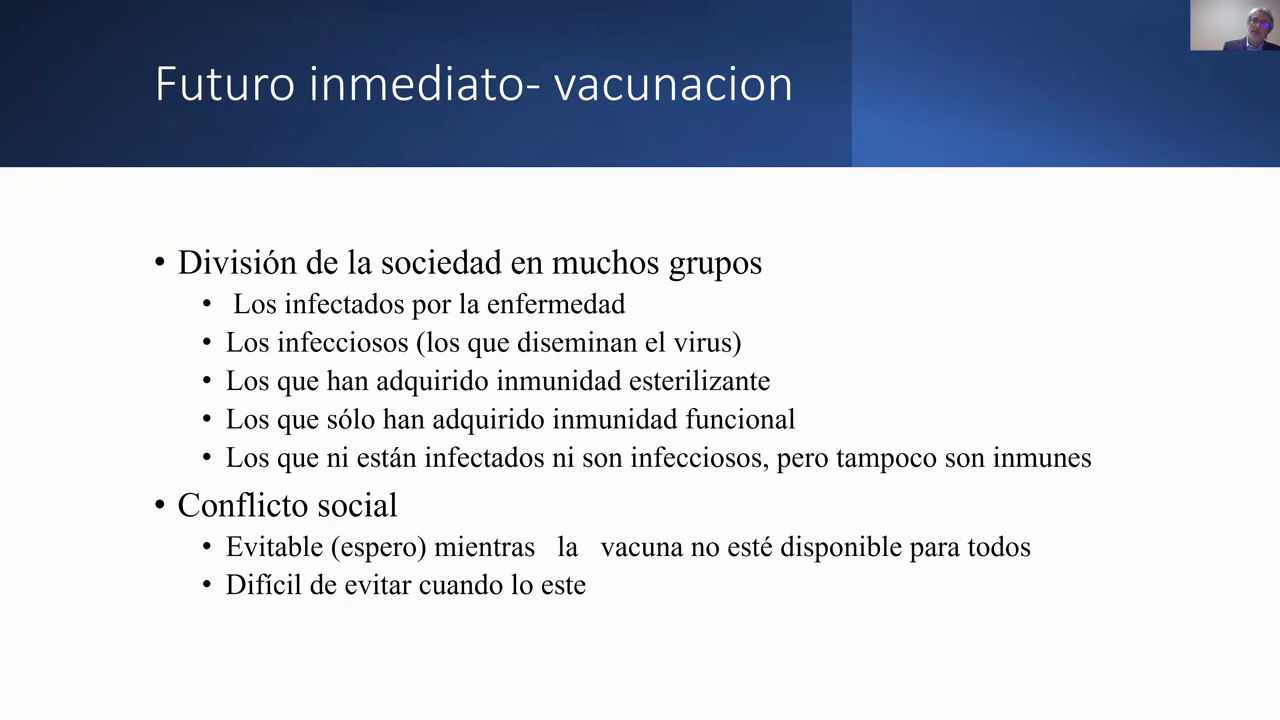 Futuro inmediato- vacunacion
• División de la sociedad en muchos grupos
• Los infectados por la enfermedad
• Los infecciosos (los que diseminan el virus)
• Los que han adquirido inmunidad esterilizante
• Los que sólo han adquirido inmunidad funcional
• Los que ni están infectados ni son infecciosos, pero tampoco son inmunes
• Conflicto social
• Evitable (espero) mientras la vacuna no esté disponible para todos
• Difícil de evitar cuando lo este